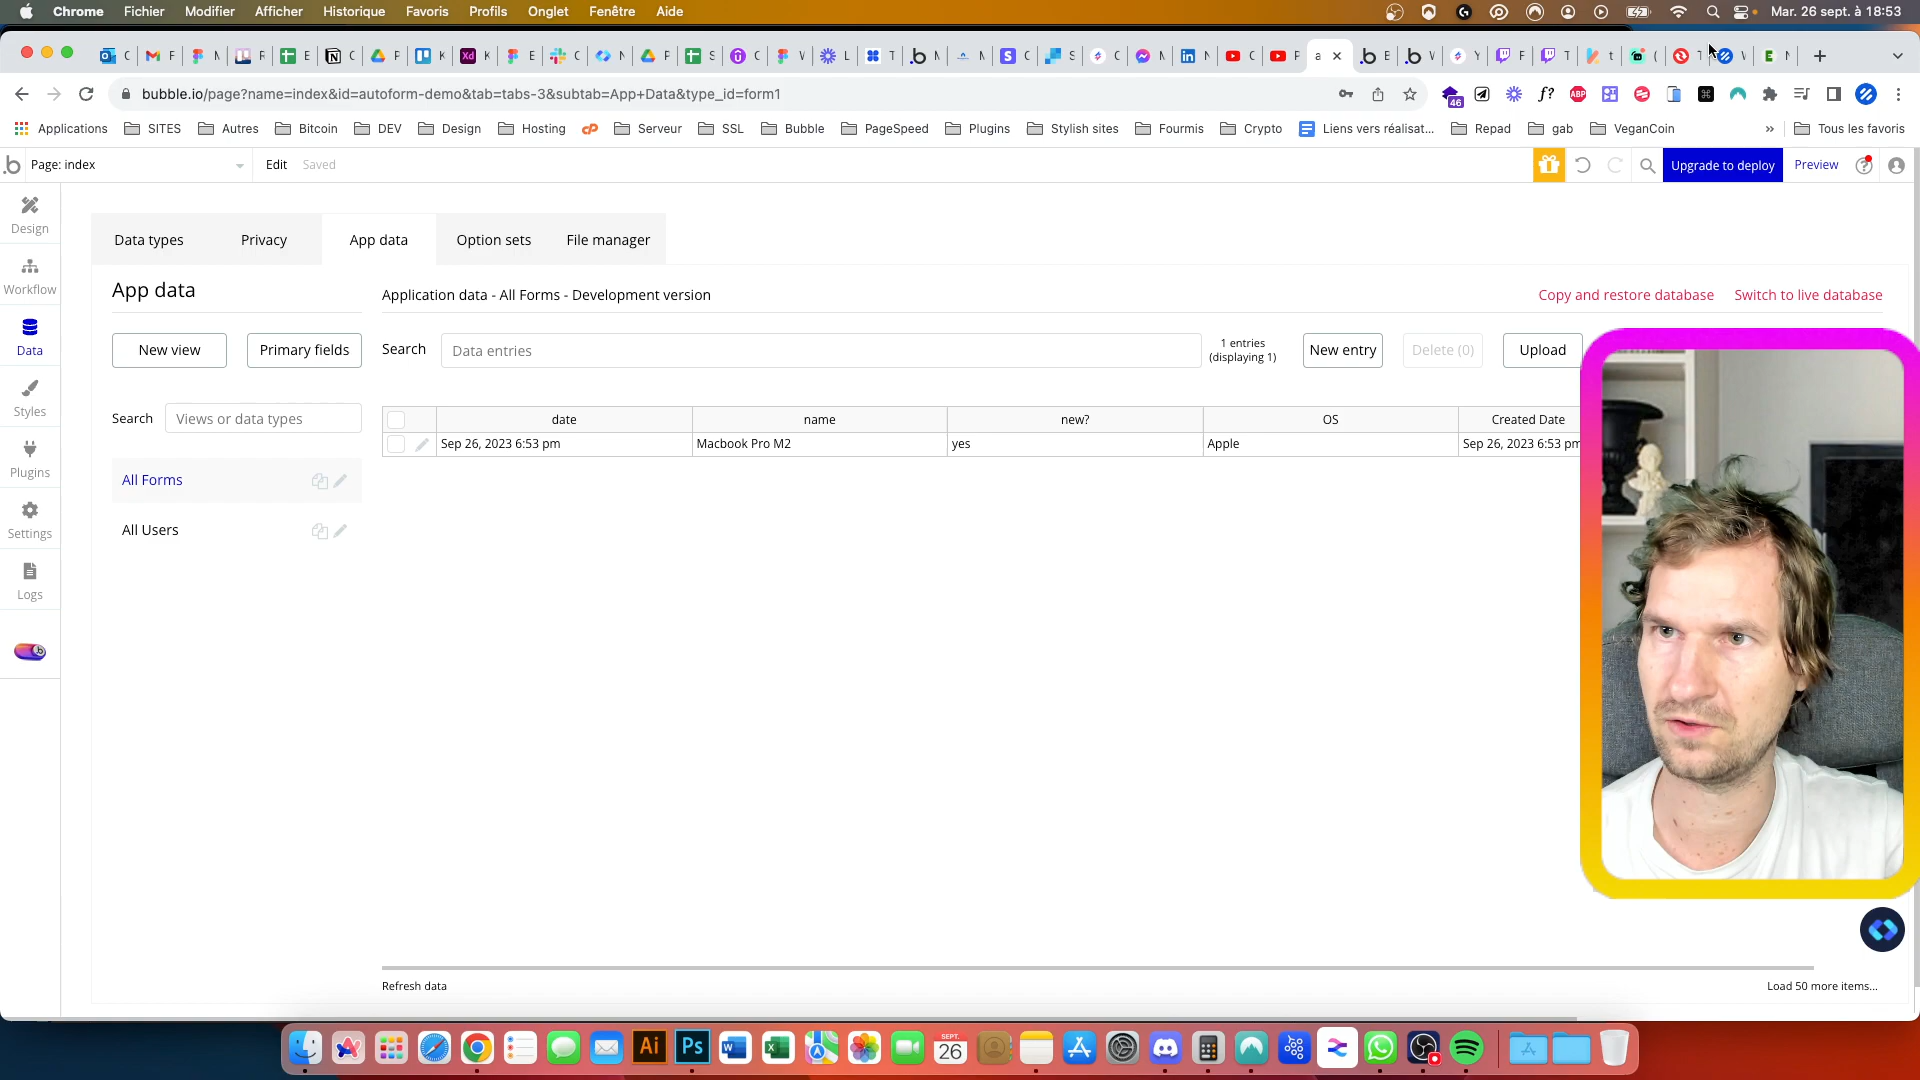 Chrome Fichier Modifier Afficher Historique Favoris Profils Onglet Fenêtre Aide Mar. 26 sept. à 18:53
bubble.io/page?name=index&id=autoform-demo&tab=tabs-3&subtab=App+Data&type_id=form1
46
ABP
Applications SITES Autres Bitcoin DEV Design Hosting Serveur SSL Bubble PageSpeed Plugins Stylish sites Fourmis Crypto Liens vers réalisat... Repad gab VeganCoin » Tous les favoris
Page: index Edit Saved Upgrade to deploy Preview
Design
Workflow
Data
Styles
Plugins
Settings
Logs
Data types Privacy App data Option sets File manager
App data
Application data - All Forms - Development version
Copy and restore database Switch to live database
New view Primary fields
Search Data entries
1 entries
(displaying 1)
New entry Delete (0) Upload
Search Views or data types
date name new? OS Created Date
Sep 26, 2023 6:53 pm Macbook Pro M2 yes Apple Sep 26, 2023 6:53 pm
All Forms
All Users
Refresh data Load 50 more items...
Ai Ps
SEPT.
26